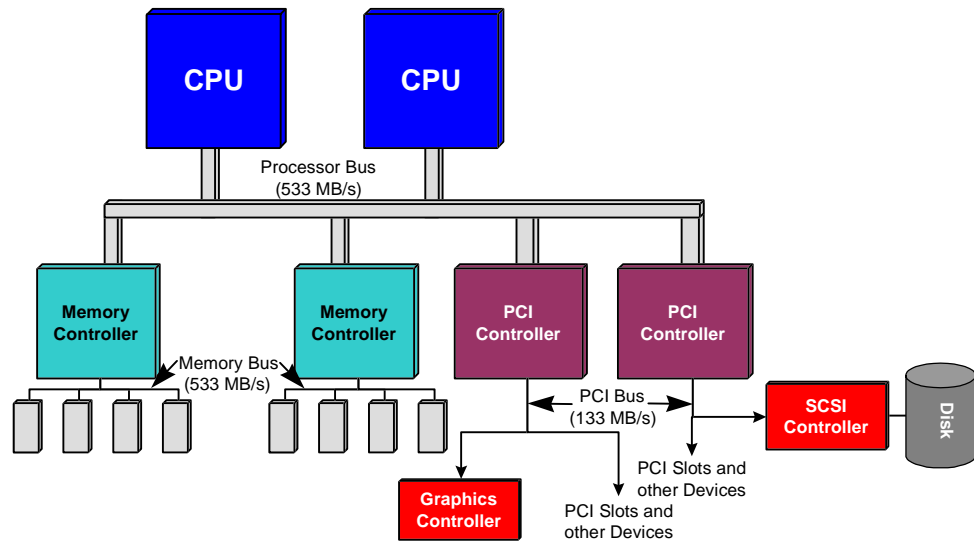 CPU
CPU
Processor Bus
(533 MB/s)
Memory
Controller
Memory
Controller
PCI
Controller
PCI
Controller
Memory Bus
(533 MB/s)
PCI Bus
(133 MB/s)
SCSI
Controller
Disk
PCI Slots and
other Devices
Graphics
Controller
PCI Slots and
other Devices